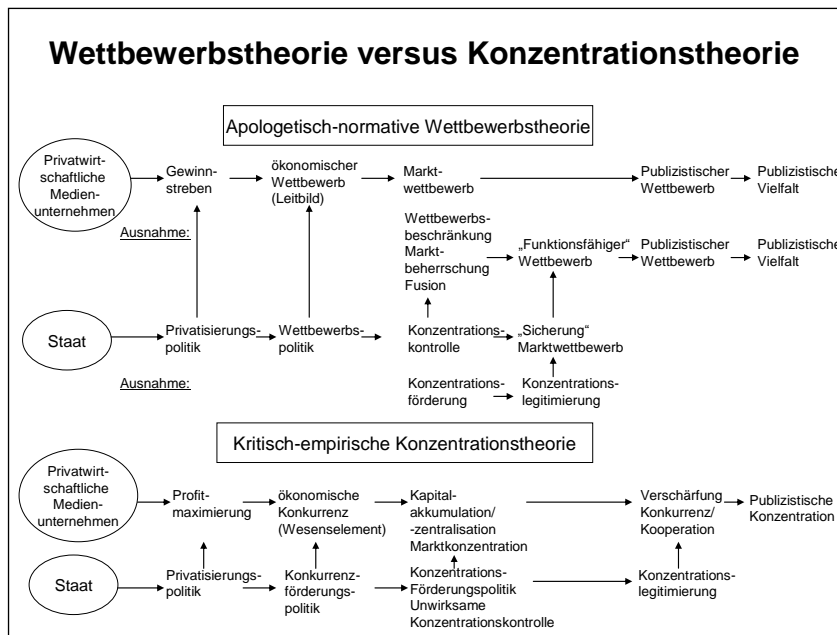 Wettbewerbstheorie versus Konzentrationstheorie
Apologetisch-normative Wettbewerbstheorie
Privatwirt-
schaftliche
Medien-
unternehmen
Gewinn-
streben
ökonomischer
Wettbewerb
(Leitbild)
Markt-
wettbewerb
Publizistischer
Wettbewerb
Publizistische
Vielfalt
Ausnahme:
Wettbewerbs-
beschränkung
Markt-
beherrschung
Fusion
„Funktionsfähiger“
Wettbewerb
Publizistischer
Wettbewerb
Publizistische
Vielfalt
Staat
Privatisierungs-
politik
Wettbewerbs-
politik
Konzentrations-
kontrolle
„Sicherung“
Marktwettbewerb
Ausnahme:
Konzentrations-
förderung
Konzentrations-
legitimierung
Kritisch-empirische Konzentrationstheorie
Privatwirt-
schaftliche
Medien-
unternehmen
Profit-
maximierung
ökonomische
Konkurrenz
(Wesenselement)
Kapital-
akkumulation/
-zentralisation
Marktkonzentration
Verschärfung
Konkurrenz/
Kooperation
Publizistische
Konzentration
Staat
Privatisierungs-
politik
Konkurrenz-
förderungs-
politik
Konzentrations-
Förderungspolitik
Unwirksame
Konzentrationskontrolle
Konzentrations-
legitimierung